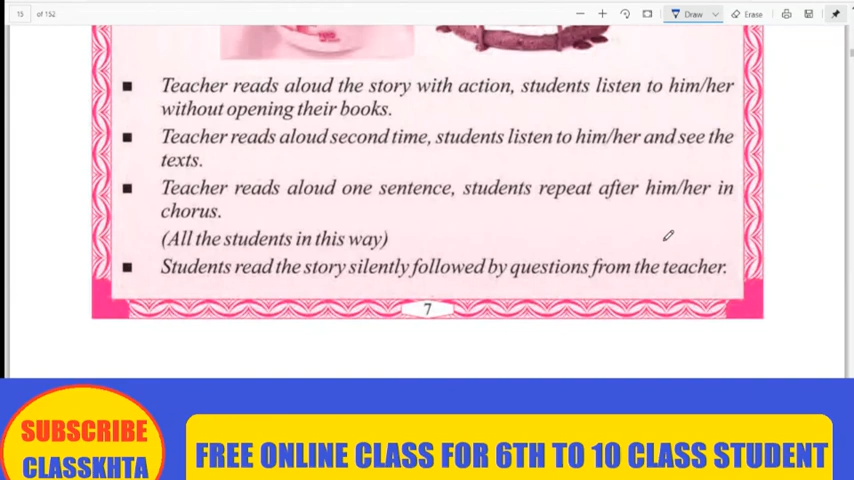 15 of 152
Draw
Erase
■ Teacher reads aloud the story with action, students listen to him/her
without opening their books.
■ Teacher reads aloud second time, students listen to him/her and see the
texts.
■ Teacher reads aloud one sentence, students repeat after him/her in
chorus.
(All the students in this way)
■ Students read the story silently followed by questions from the teacher.
7
SUBSCRIBE
CLASSKHTA
FREE ONLINE CLASS FOR 6TH TO 10 CLASS STUDENT